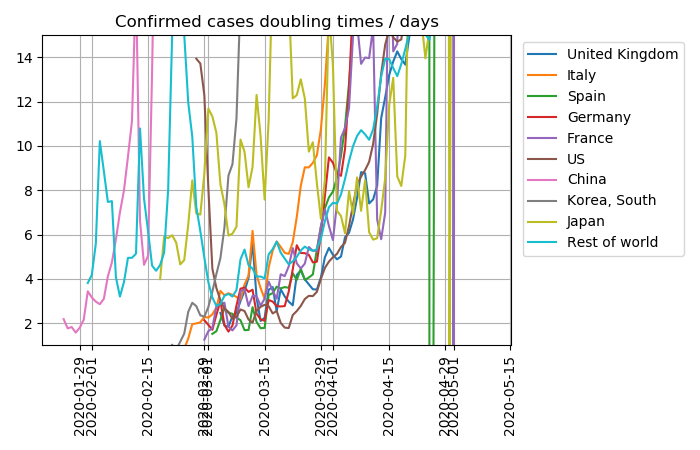 Confirmed cases doubling times / days
14
12
10
8
6
4
2
2020-01-29
2020-02-01
2020-02-15
2020-02-29
2020-03-01
2020-03-15
2020-03-29
2020-04-01
2020-04-15
2020-04-29
2020-05-01
2020-05-15
United Kingdom
Italy
Spain
Germany
France
US
China
Korea, South
Japan
Rest of world